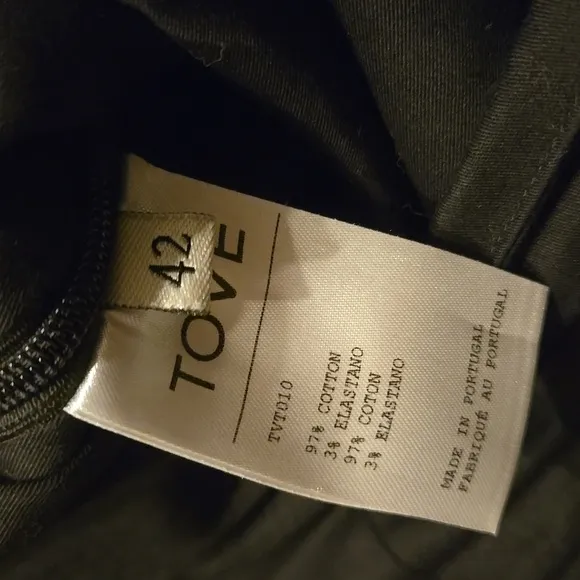 42
TOVE
TVT010
97% COTTON
3% ELASTANO
97% COTON
3% ELASTANO
MADE IN PORTUGAL
FABRIQUÉ AU PORTUGAL